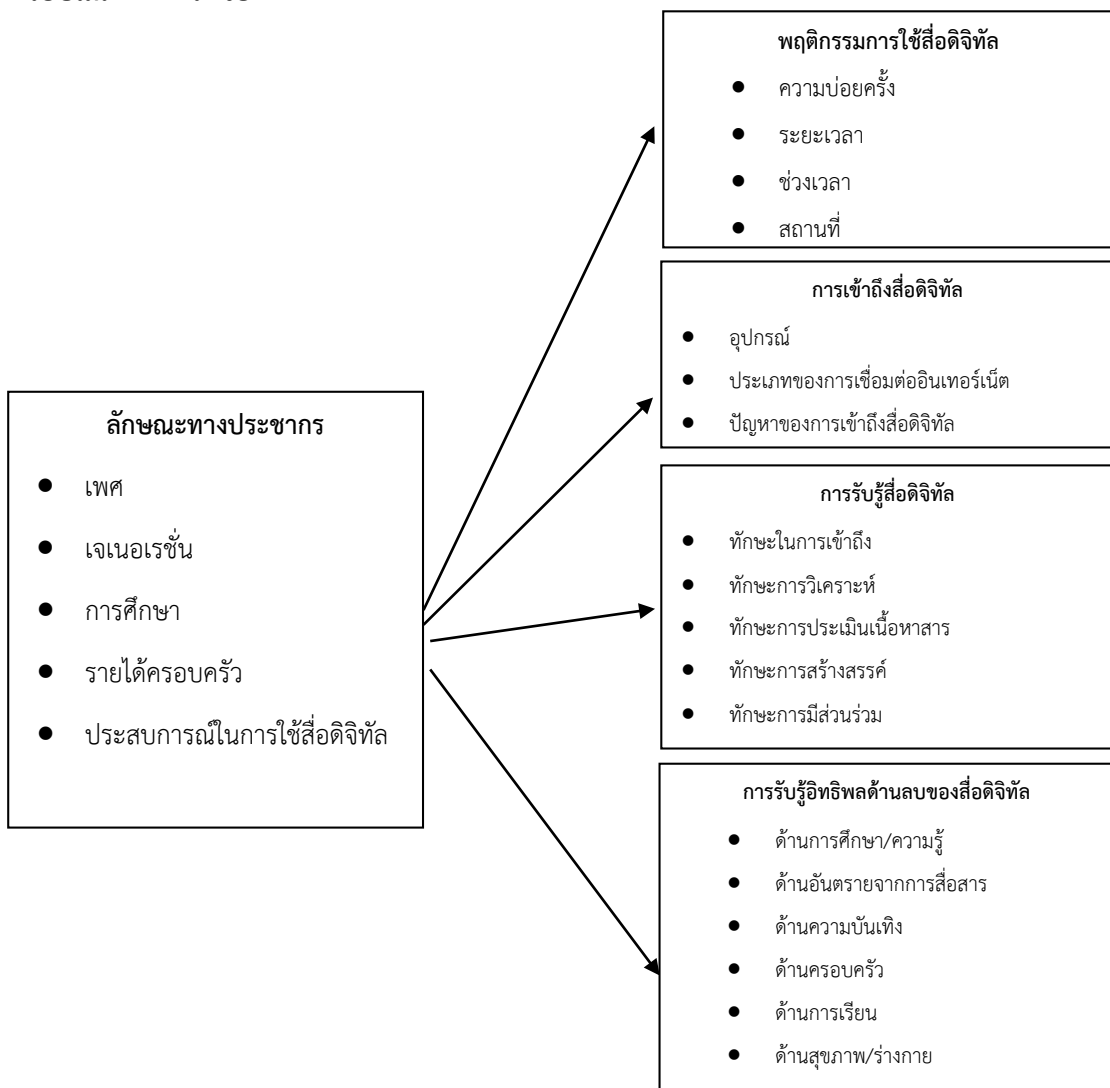 ลักษณะทางประชากร
เพศ
เจเนอเรชั่น
การศึกษา
รายได้ครอบครัว
ประสบการณ์ในการใช้สื่อดิจิทัล
พฤติกรรมการใช้สื่อดิจิทัล
ความบ่อยครั้ง
ระยะเวลา
ช่วงเวลา
สถานที่
การเข้าถึงสื่อดิจิทัล
อุปกรณ์
ประเภทของการเชื่อมต่ออินเทอร์เน็ต
ปัญหาของการเข้าถึงสื่อดิจิทัล
การรับรู้สื่อดิจิทัล
ทักษะในการเข้าถึง
ทักษะการวิเคราะห์
ทักษะการประเมินเนื้อหาสาร
ทักษะการสร้างสรรค์
ทักษะการมีส่วนร่วม
การรับรู้อิทธิพลด้านลบของสื่อดิจิทัล
ด้านการศึกษา/ความรู้
ด้านอันตรายจากการสื่อสาร
ด้านความบันเทิง
ด้านครอบครัว
ด้านการเรียน
ด้านสุขภาพ/ร่างกาย